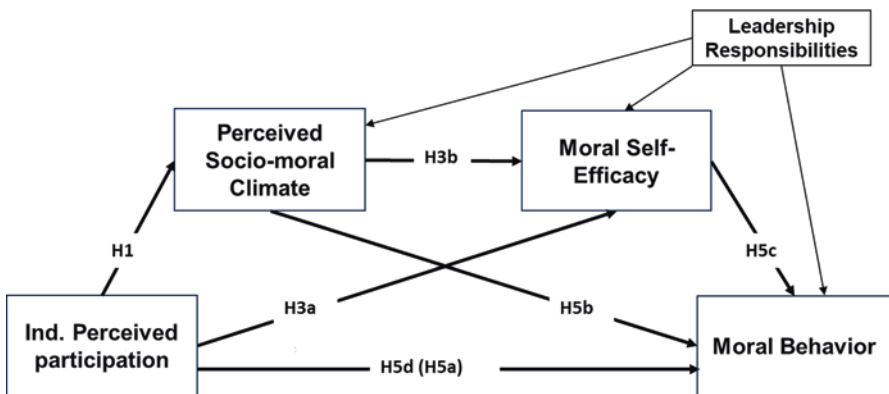 Leadership
Responsibilities
Perceived
Socio-moral
Climate
H3b
Moral Self-
Efficacy
H1
H3a
H5b
H5c
Ind. Perceived
participation
H5d (H5a)
Moral Behavior